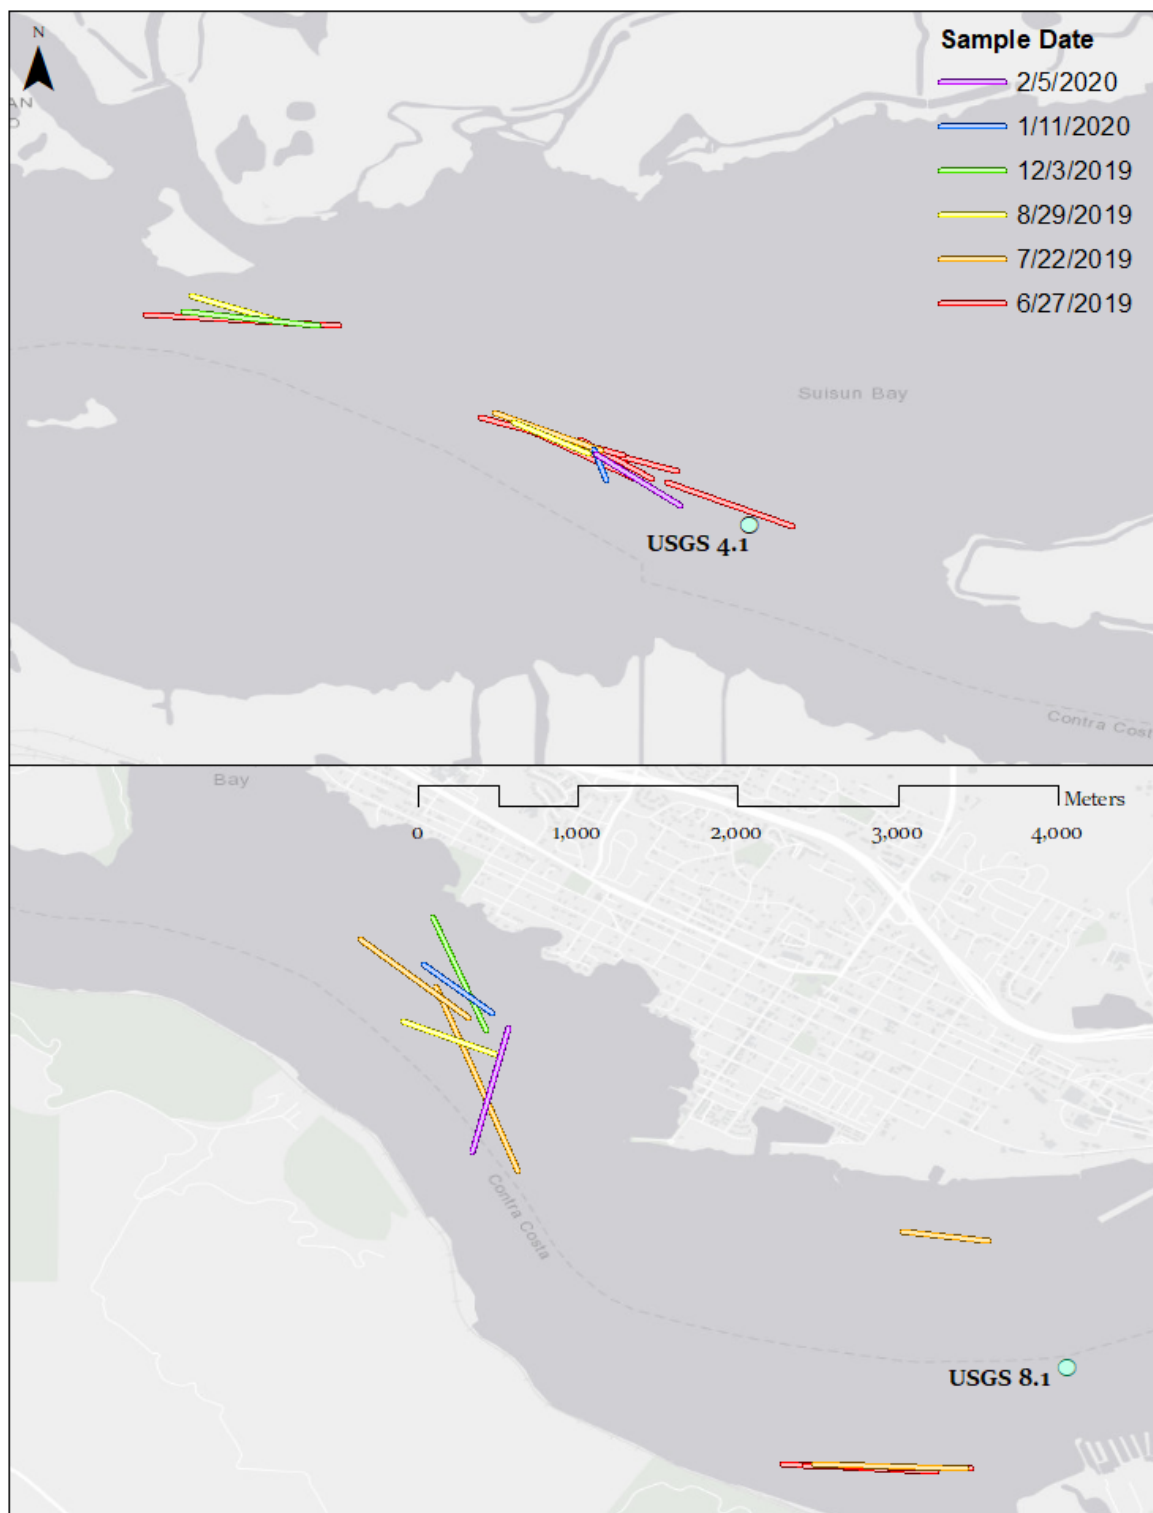 N
Sample Date
2/5/2020
1/11/2020
12/3/2019
8/29/2019
7/22/2019
6/27/2019
AN
Suisun Bay
USGS 4.1
Contra Cost
Bay
Meters
0 1,000 2,000 3,000 4,000
Contra Costa
USGS 8.1